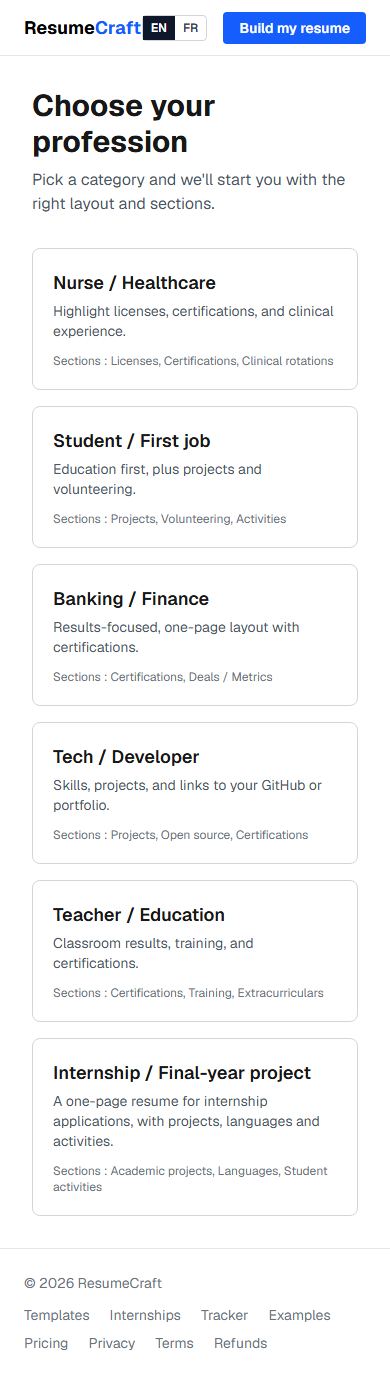 ResumeCraft EN FR Build my resume
Choose your
profession
Pick a category and we'll start you with the
right layout and sections.
Nurse / Healthcare
Highlight licenses, certifications, and clinical
experience.
Sections : Licenses, Certifications, Clinical rotations
Student / First job
Education first, plus projects and
volunteering.
Sections : Projects, Volunteering, Activities
Banking / Finance
Results-focused, one-page layout with
certifications.
Sections : Certifications, Deals / Metrics
Tech / Developer
Skills, projects, and links to your GitHub or
portfolio.
Sections : Projects, Open source, Certifications
Teacher / Education
Classroom results, training, and
certifications.
Sections : Certifications, Training, Extracurriculars
Internship / Final-year project
A one-page resume for internship
applications, with projects, languages and
activities.
Sections : Academic projects, Languages, Student
activities
© 2026 ResumeCraft
Templates Internships Tracker Examples
Pricing Privacy Terms Refunds